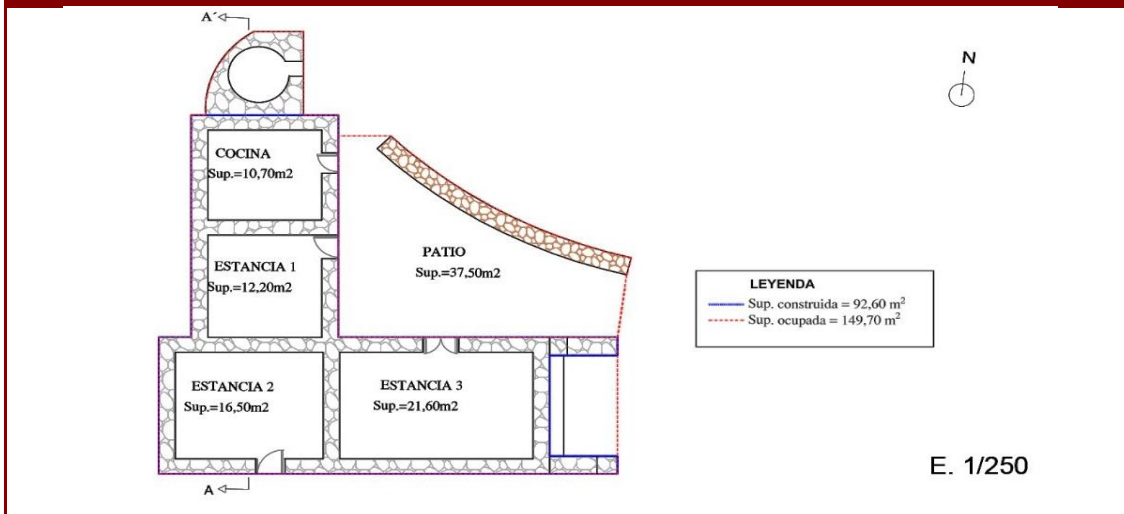 A´
N
COCINA
Sup.=10,70m2
PATIO
Sup.=37,50m2
ESTANCIA 1
Sup.=12,20m2
LEYENDA
Sup. construida = 92,60 m²
Sup. ocupada = 149,70 m²
ESTANCIA 2
Sup.=16,50m2
ESTANCIA 3
Sup.=21,60m2
E. 1/250
A